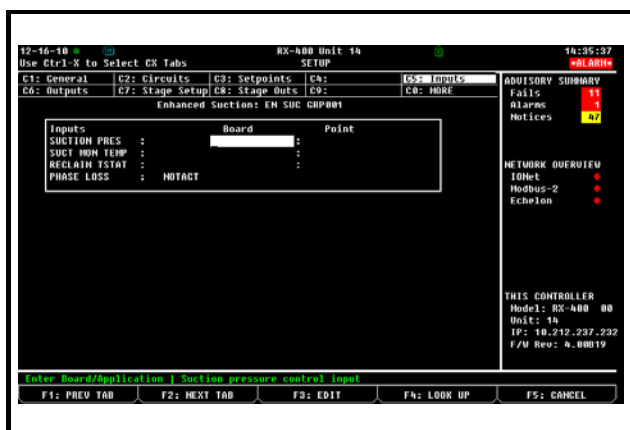 12-16-10 RX-400 Unit 14 14:35:37
Use Ctrl-X to Select CX Tabs SETUP *ALARM*
C1: General C2: Circuits C3: Setpoints C4: C5: Inputs
C6: Outputs C7: Stage Setup C8: Stage Outs C9: C0: MORE
Enhanced Suction: EN SUC GRP001
Inputs Board Point
SUCTION PRES : :
SUCT MON TEMP : :
RECLAIM TSTAT : :
PHASE LOSS : NOTACT
ADVISORY SUMMARY
Fails 11
Alarms 1
Notices 47
NETWORK OVERVIEW
IONet
Modbus-2
Echelon
THIS CONTROLLER
Model: RX-400 00
Unit: 14
IP: 10.212.237.232
F/W Rev: 4.00B19
Enter Board/Application | Suction pressure control input
F1: PREV TAB F2: NEXT TAB F3: EDIT F4: LOOK UP F5: CANCEL